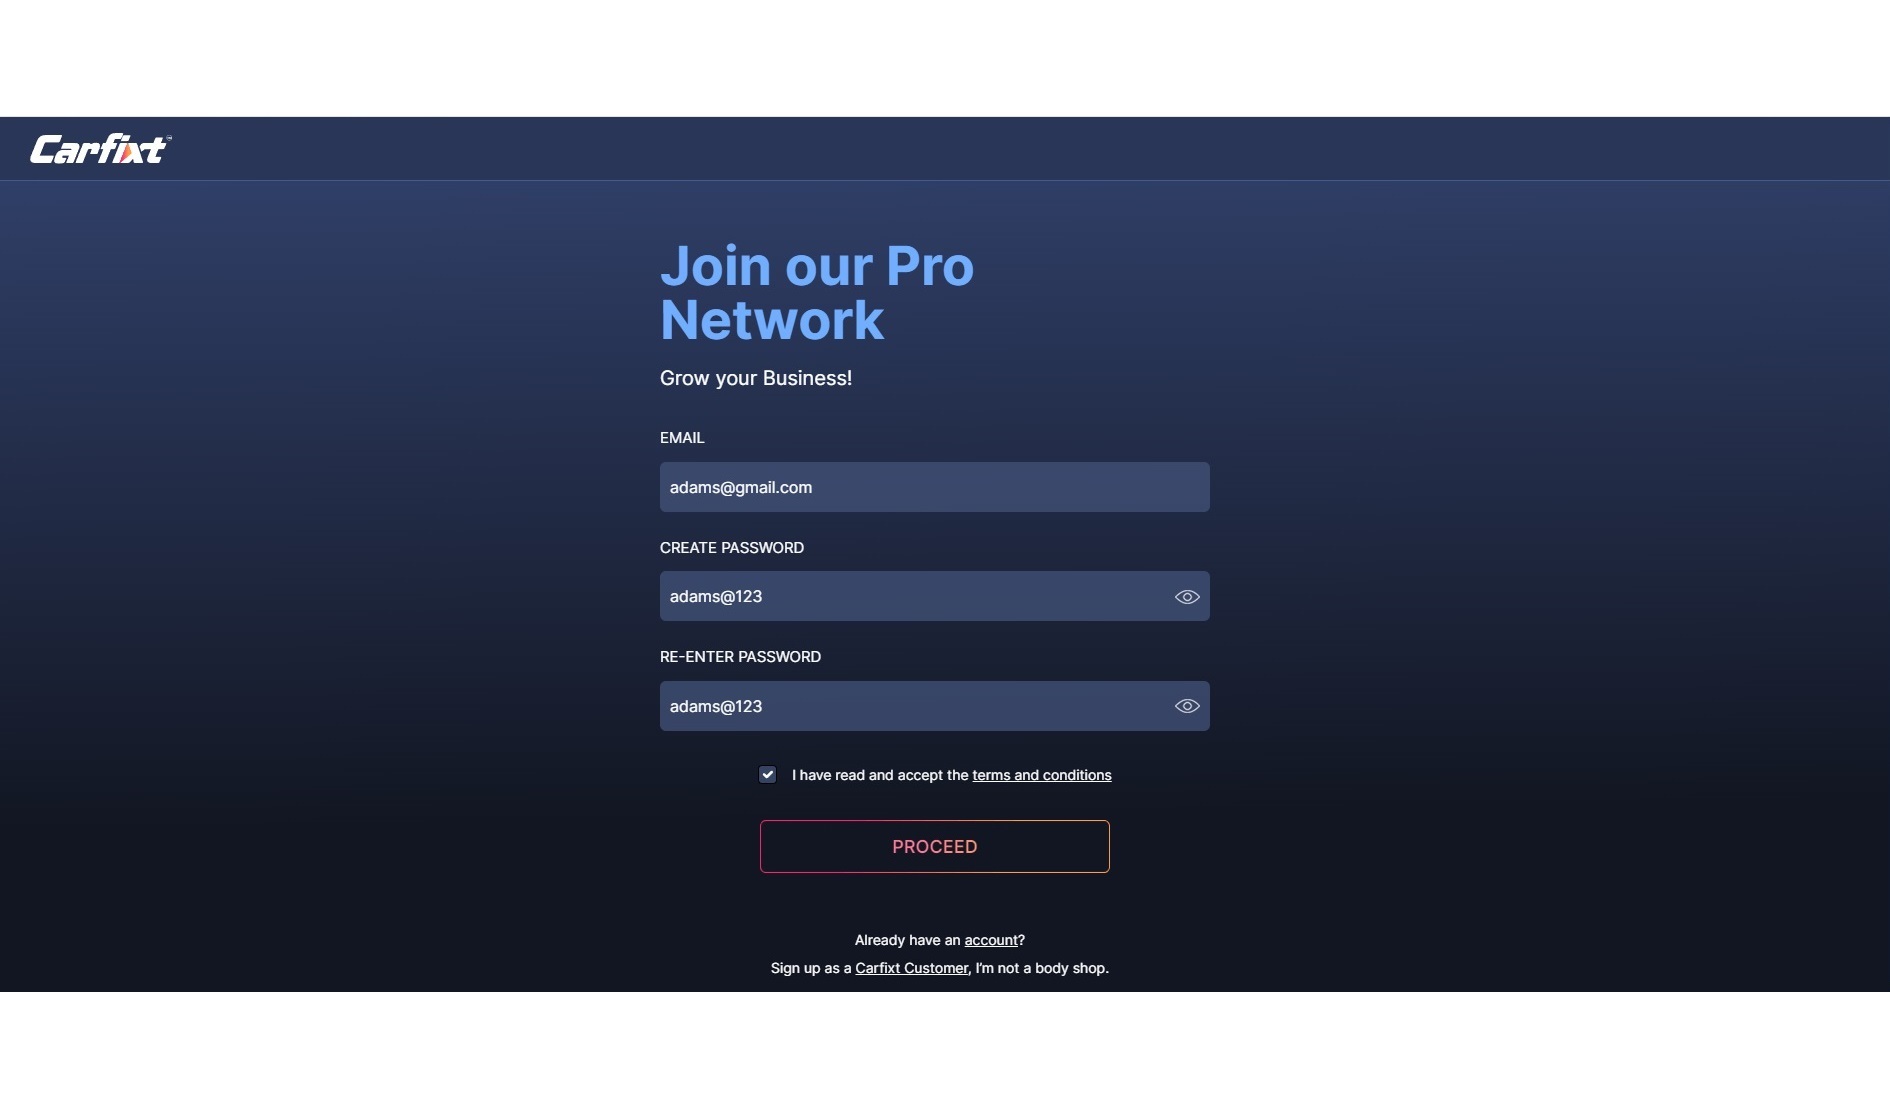 Carfixt
Join our Pro
Network
Grow your Business!
EMAIL
adams@gmail.com
CREATE PASSWORD
adams@123
RE-ENTER PASSWORD
adams@123
I have read and accept the terms and conditions
PROCEED
Already have an account?
Sign up as a Carfixt Customer, I'm not a body shop.